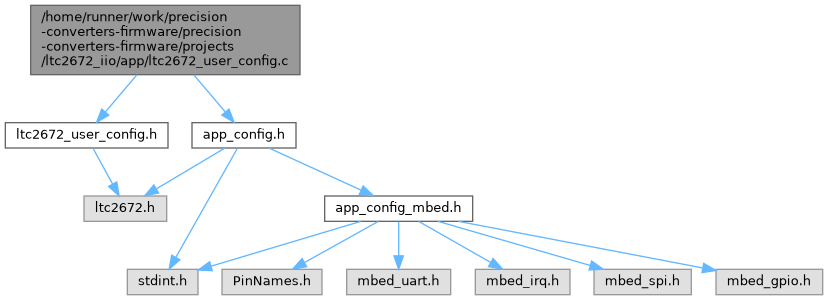 /home/runner/work/precision
-converters-firmware/precision
-converters-firmware/projects
/ltc2672_iio/app/ltc2672_user_config.c
ltc2672_user_config.h
app_config.h
ltc2672.h
app_config_mbed.h
stdint.h
PinNames.h
mbed_uart.h
mbed_irq.h
mbed_spi.h
mbed_gpio.h